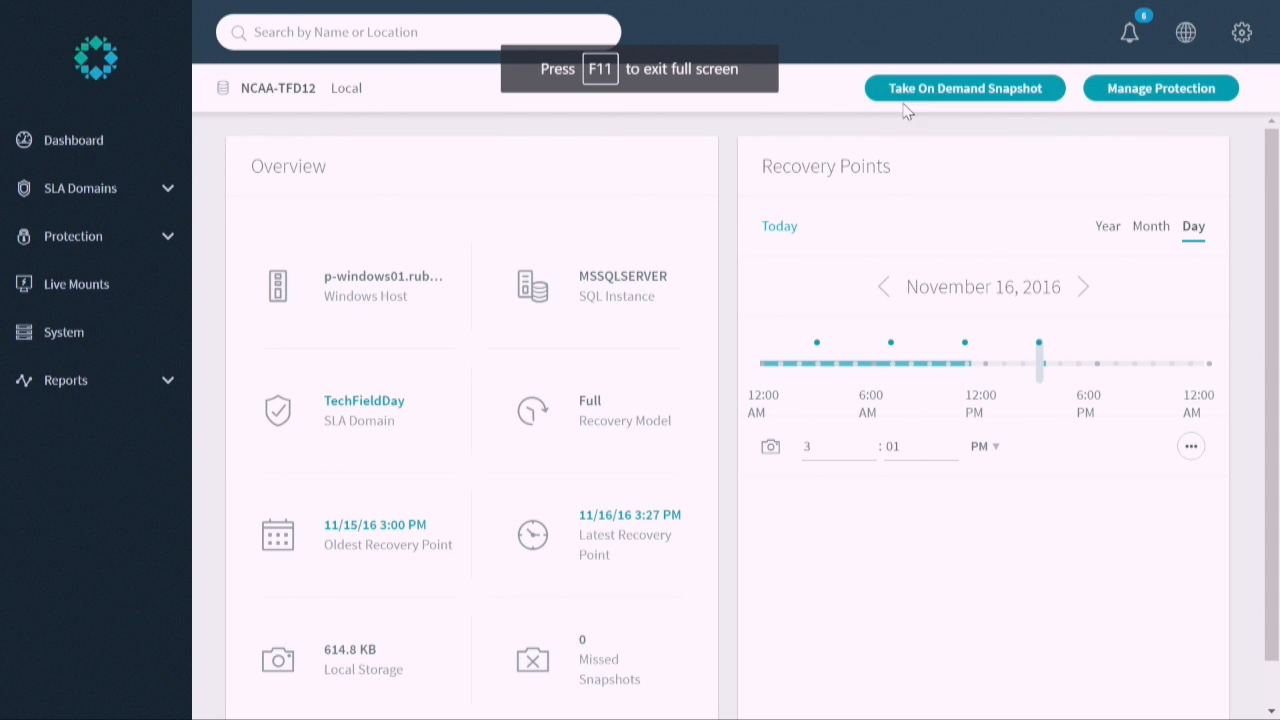 Search by Name or Location
6
Press F11 to exit full screen
NCAA-TFD12 Local
Take On Demand Snapshot
Manage Protection
Dashboard
SLA Domains
Protection
Live Mounts
System
Reports
Overview
p-windows01.rub...
Windows Host
MSSQLSERVER
SQL Instance
TechFieldDay
SLA Domain
Full
Recovery Model
11/15/16 3:00 PM
Oldest Recovery Point
11/16/16 3:27 PM
Latest Recovery
Point
614.8 KB
Local Storage
0
Missed
Snapshots
Recovery Points
Today
Year Month Day
November 16, 2016
12:00 6:00 12:00 6:00 12:00
AM AM PM PM AM
3 : 01 PM